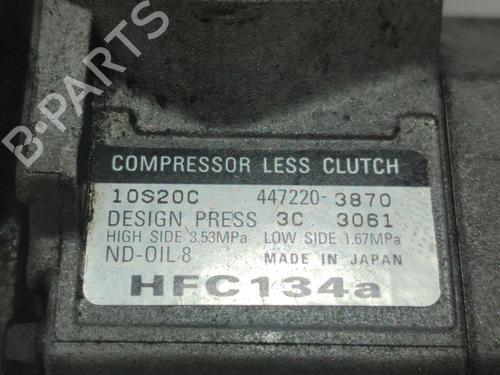 B-PARTS
COMPRESSOR LESS CLUTCH
10S20C 447220-3870
DESIGN PRESS 3C 3061
HIGH SIDE 3.53MPa LOW SIDE 1.67MPa
ND-OIL 8 MADE IN JAPAN
HFC134a